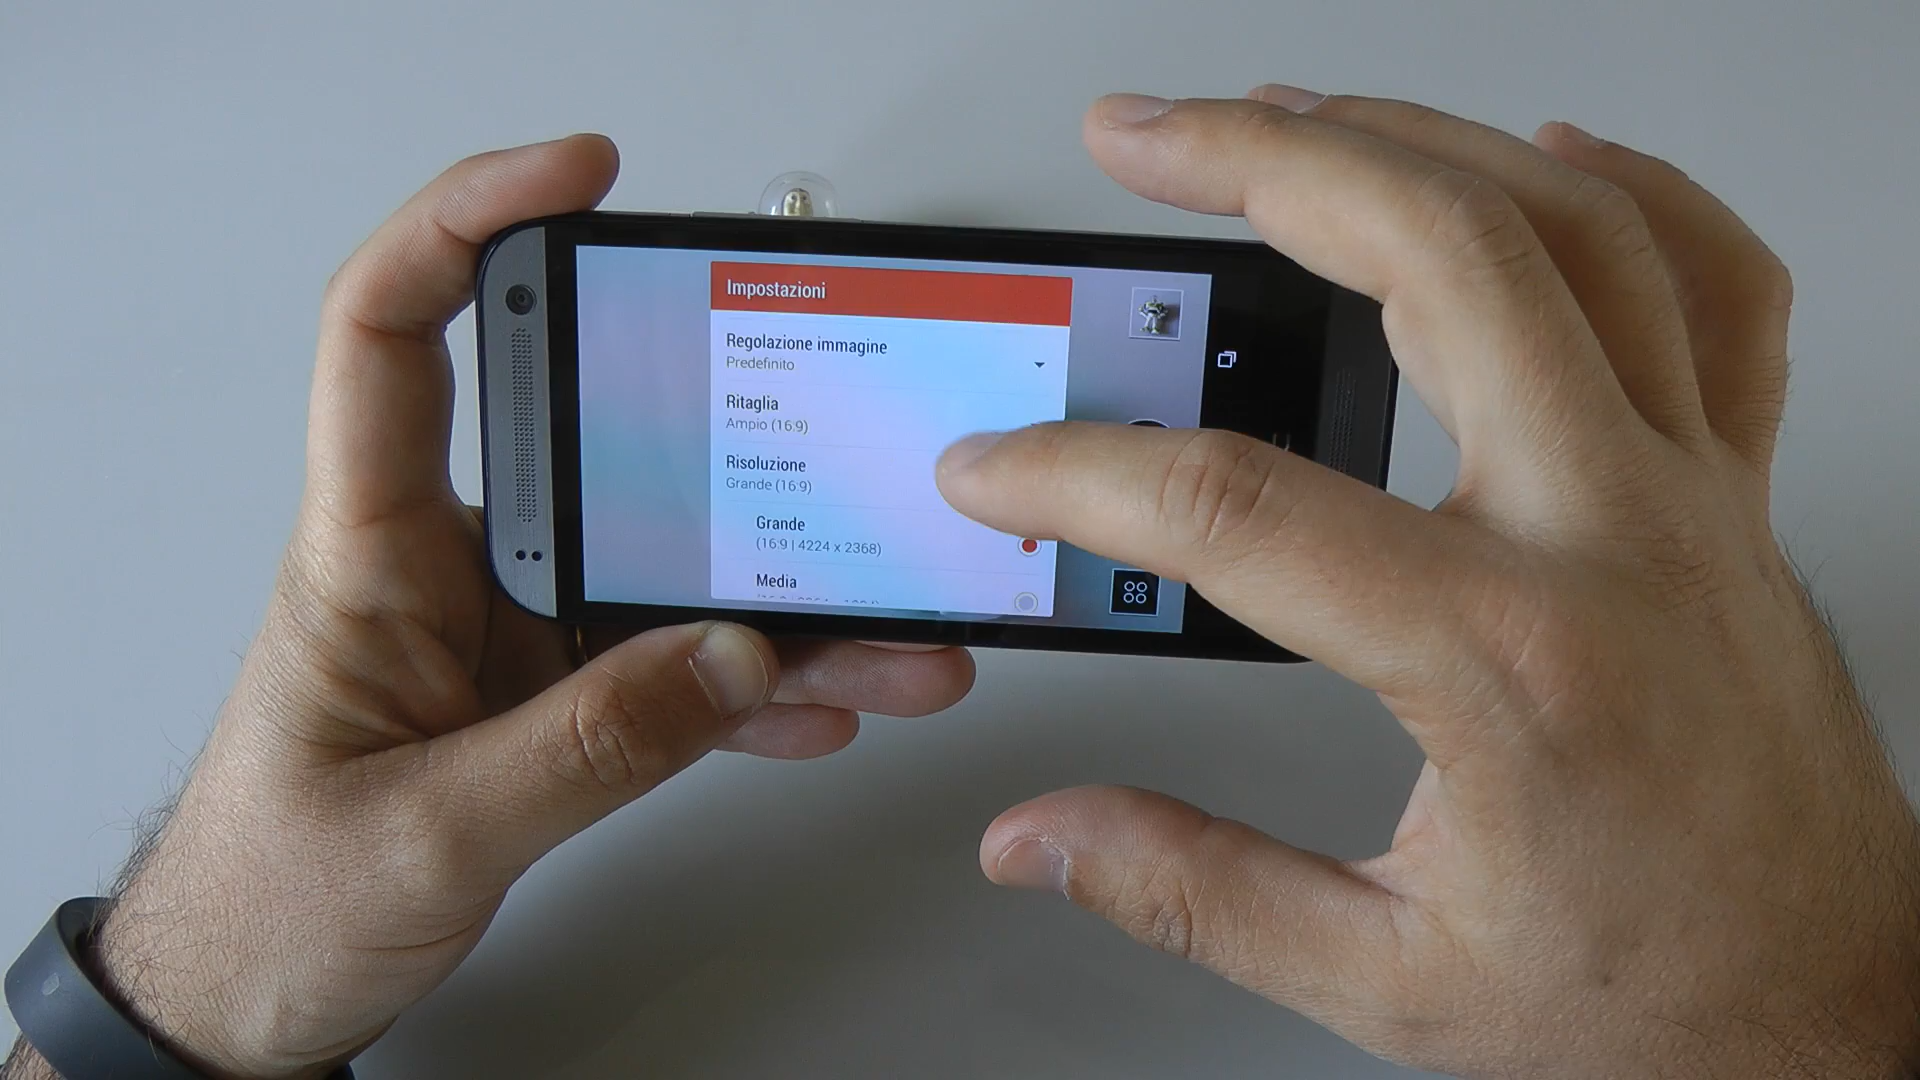 Impostazioni
Regolazione immagine
Predefinito
Ritaglia
Ampio (16:9)
Risoluzione
Grande (16:9)
Grande
(16:9 | 4224 x 2368)
Media